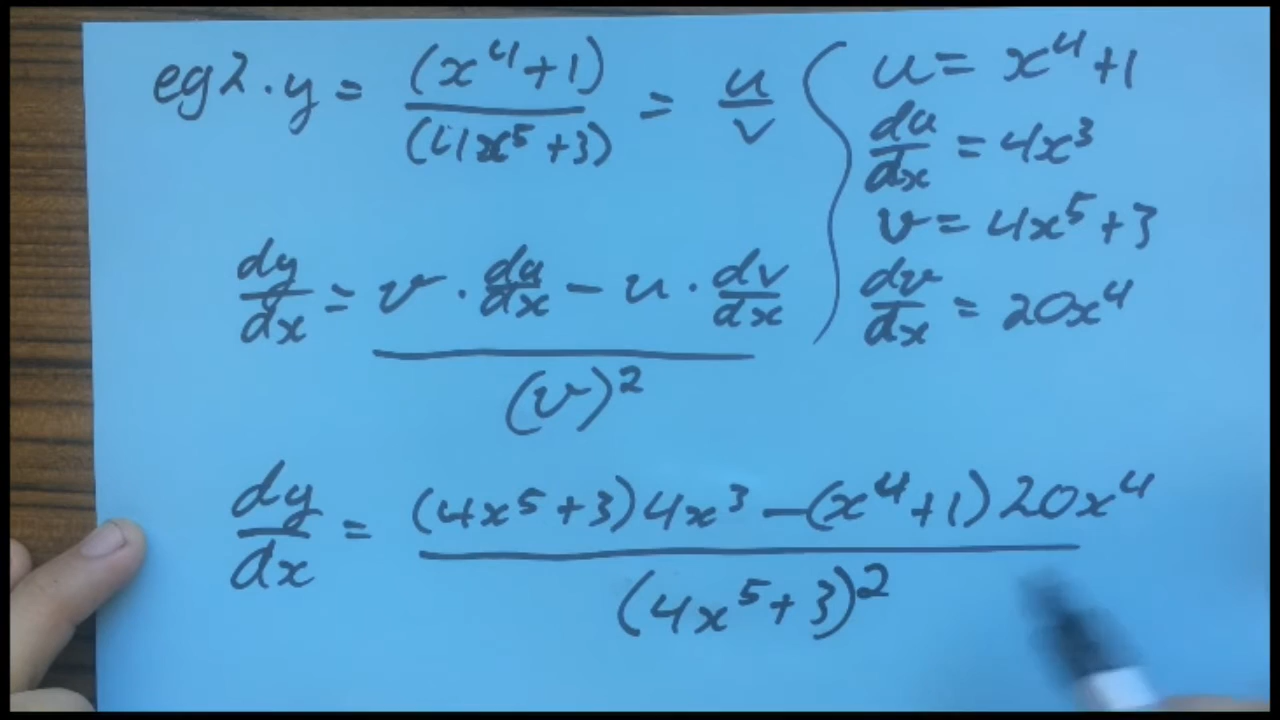 eg2. y = (x⁴+1)/(4x⁵+3) = u/v
u = x⁴+1
du/dx = 4x³
v = 4x⁵+3
dv/dx = 20x⁴
dy/dx = (v · du/dx − u · dv/dx)/(v)²
dy/dx = ((4x⁵+3)4x³ − (x⁴+1)20x⁴)/(4x⁵+3)²